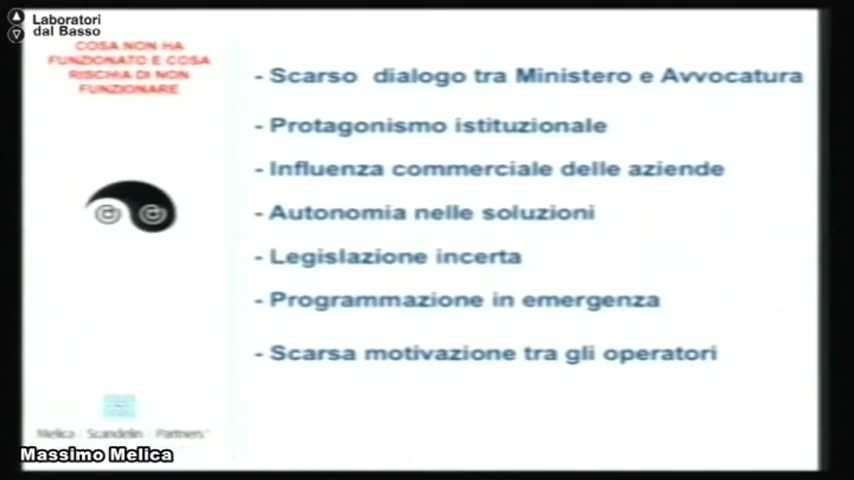 Laboratori
dal Basso
COSA NON HA
FUNZIONATO E COSA
RISCHIA DI NON
FUNZIONARE
- Scarso dialogo tra Ministero e Avvocatura
- Protagonismo istituzionale
- Influenza commerciale delle aziende
- Autonomia nelle soluzioni
- Legislazione incerta
- Programmazione in emergenza
- Scarsa motivazione tra gli operatori
Melica | Scandelin | Partners
Massimo Melica